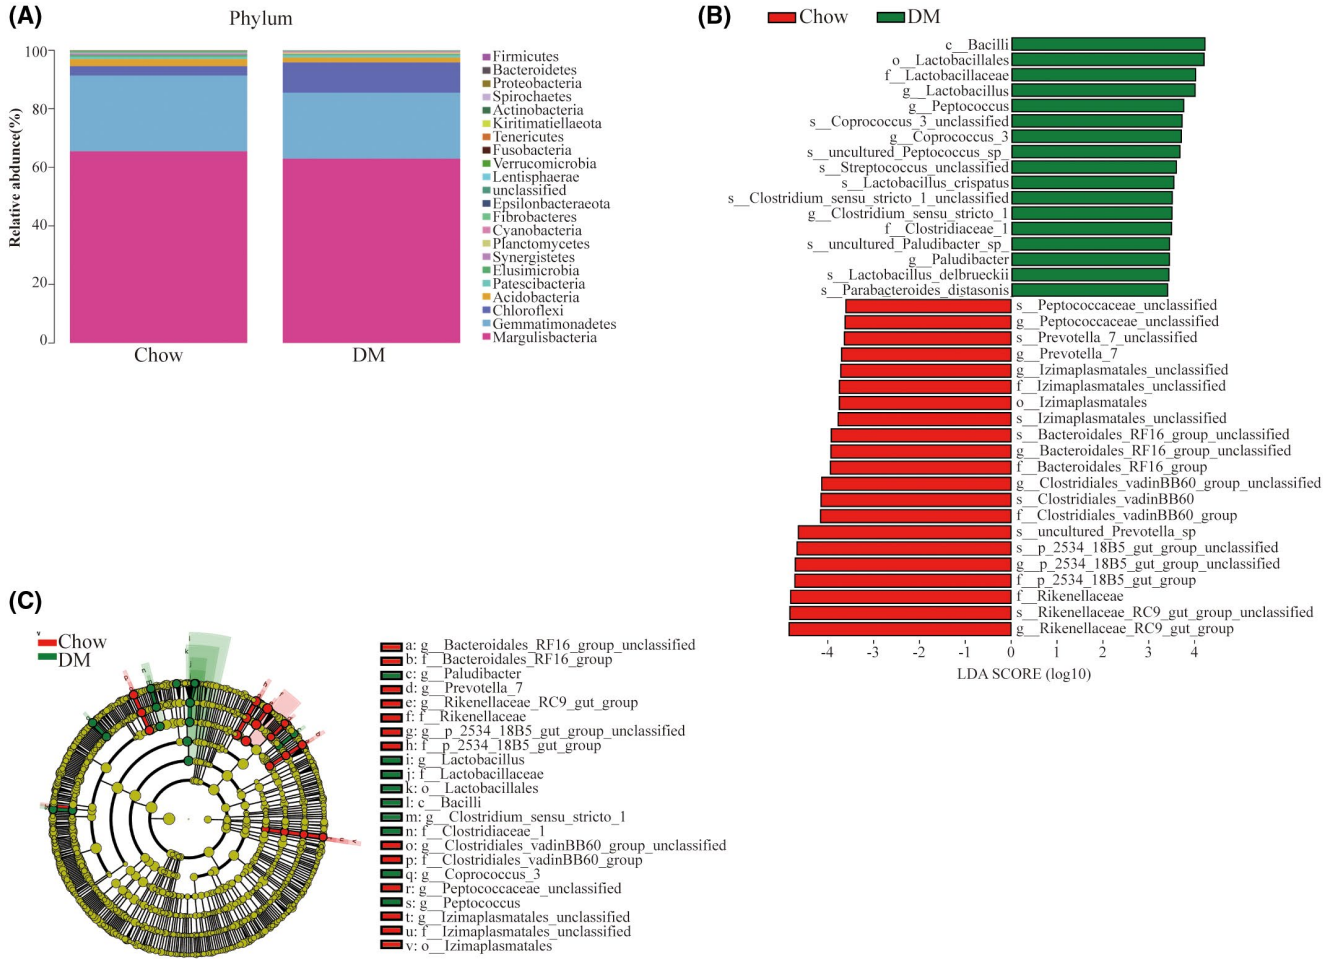 (A)
Phylum
Relative abdunce(%)
100
80
60
40
20
0
Chow
DM
Firmicutes
Bacteroidetes
Proteobacteria
Spirochaetes
Actinobacteria
Kiritimatiellaeota
Tenericutes
Fusobacteria
Verrucomicrobia
Lentisphaerae
unclassified
Epsilonbacteraeota
Fibrobacteres
Cyanobacteria
Planctomycetes
Synergistetes
Elusimicrobia
Patescibacteria
Acidobacteria
Chloroflexi
Gemmatimonadetes
Margulisbacteria
(B)
Chow
DM
c__Bacilli
o__Lactobacillales
f__Lactobacillaceae
g__Lactobacillus
g__Peptococcus
s__Coprococcus_3_unclassified
g__Coprococcus_3
s__uncultured_Peptococcus_sp_
s__Streptococcus_unclassified
s__Lactobacillus_crispatus
s__Clostridium_sensu_stricto_1_unclassified
g__Clostridium_sensu_stricto_1
f__Clostridiaceae_1
s__uncultured_Paludibacter_sp_
g__Paludibacter
s__Lactobacillus_delbrueckii
s__Parabacteroides_distasonis
s__Peptococcaceae_unclassified
g__Peptococcaceae_unclassified
s__Prevotella_7_unclassified
g__Prevotella_7
g__Izimaplasmatales_unclassified
f__Izimaplasmatales_unclassified
o__Izimaplasmatales
s__Izimaplasmatales_unclassified
s__Bacteroidales_RF16_group_unclassified
g__Bacteroidales_RF16_group_unclassified
f__Bacteroidales_RF16_group
g__Clostridiales_vadinBB60_group_unclassified
s__Clostridiales_vadinBB60
f__Clostridiales_vadinBB60_group
s__uncultured_Prevotella_sp
s__p_2534_18B5_gut_group_unclassified
g__p_2534_18B5_gut_group_unclassified
f__p_2534_18B5_gut_group
f__Rikenellaceae
s__Rikenellaceae_RC9_gut_group_unclassified
g__Rikenellaceae_RC9_gut_group
-4 -3 -2 -1 0 1 2 3 4
LDA SCORE (log10)
(C)
Chow
DM
a: g__Bacteroidales_RF16_group_unclassified
b: f__Bacteroidales_RF16_group
c: g__Paludibacter
d: g__Prevotella_7
e: g__Rikenellaceae_RC9_gut_group
f: f__Rikenellaceae
g: g__p_2534_18B5_gut_group_unclassified
h: f__p_2534_18B5_gut_group
i: g__Lactobacillus
j: f__Lactobacillaceae
k: o__Lactobacillales
l: c__Bacilli
m: g__Clostridium_sensu_stricto_1
n: f__Clostridiaceae_1
o: g__Clostridiales_vadinBB60_group_unclassified
p: f__Clostridiales_vadinBB60_group
q: g__Coprococcus_3
r: g__Peptococcaceae_unclassified
s: g__Peptococcus
t: g__Izimaplasmatales_unclassified
u: f__Izimaplasmatales_unclassified
v: o__Izimaplasmatales